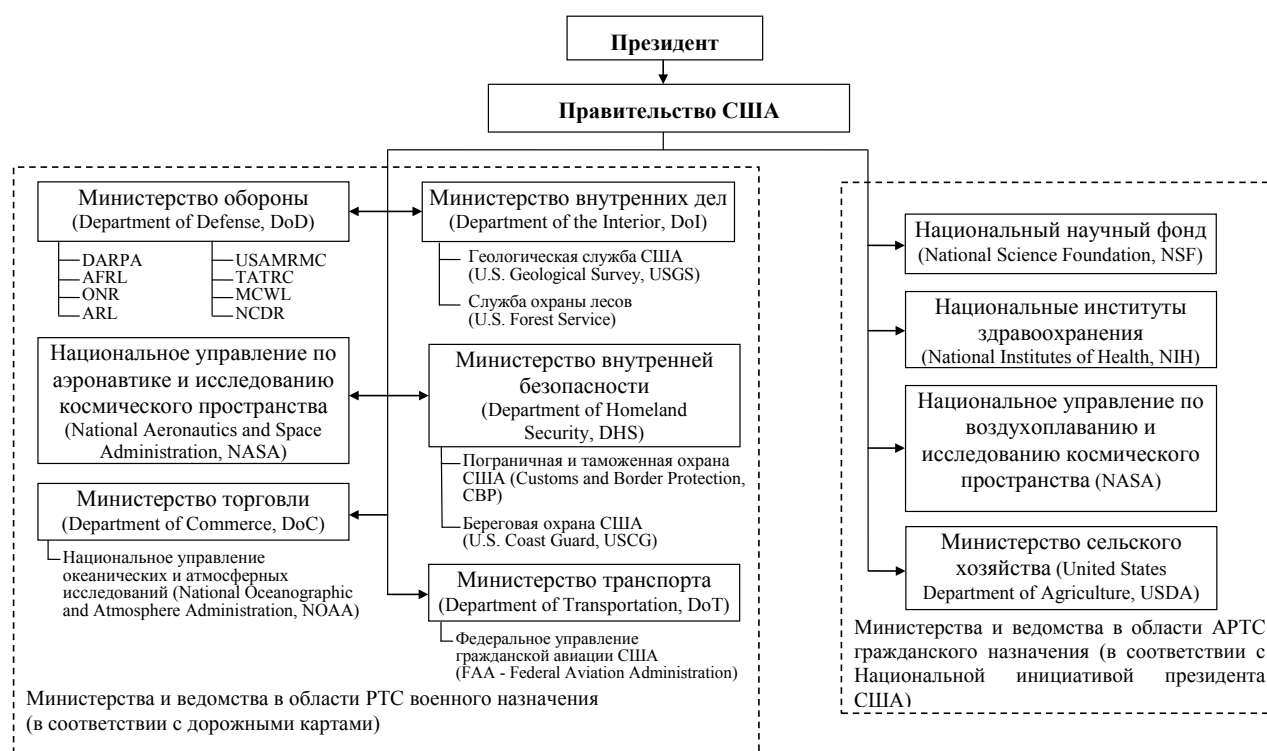 Президент
Правительство США
Министерство обороны
(Department of Defense, DoD)
DARPA
AFRL
ONR
ARL
USAMRMC
TATRC
MCWL
NCDR
Министерство внутренних дел
(Department of the Interior, DoI)
Геологическая служба США
(U.S. Geological Survey, USGS)
Служба охраны лесов
(U.S. Forest Service)
Национальное управление по
аэронавтике и исследованию
космического пространства
(National Aeronautics and Space
Administration, NASA)
Министерство внутренней
безопасности
(Department of Homeland
Security, DHS)
Пограничная и таможенная охрана
США (Customs and Border Protection,
CBP)
Береговая охрана США
(U.S. Coast Guard, USCG)
Министерство торговли
(Department of Commerce, DoC)
Национальное управление
океанических и атмосферных
исследований (National Oceanographic
and Atmosphere Administration, NOAA)
Министерство транспорта
(Department of Transportation, DoT)
Федеральное управление
гражданской авиации США
(FAA - Federal Aviation Administration)
Министерства и ведомства в области РТС военного назначения
(в соответствии с дорожными картами)
Национальный научный фонд
(National Science Foundation, NSF)
Национальные институты
здравоохранения
(National Institutes of Health, NIH)
Национальное управление по
воздухоплаванию и
исследованию космического
пространства (NASA)
Министерство сельского
хозяйства (United States
Department of Agriculture, USDA)
Министерства и ведомства в области АРТС
гражданского назначения (в соответствии с
Национальной инициативой президента
США)